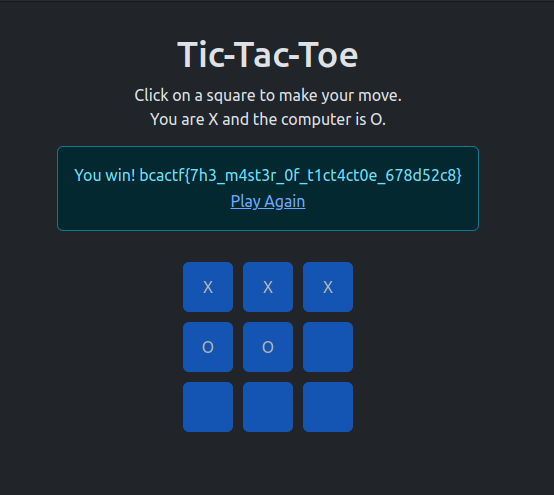 Tic-Tac-Toe
Click on a square to make your move.
You are X and the computer is O.
You win! bcactf{7h3_m4st3r_0f_t1ct4ct0e_678d52c8}
Play Again
X X X
O O